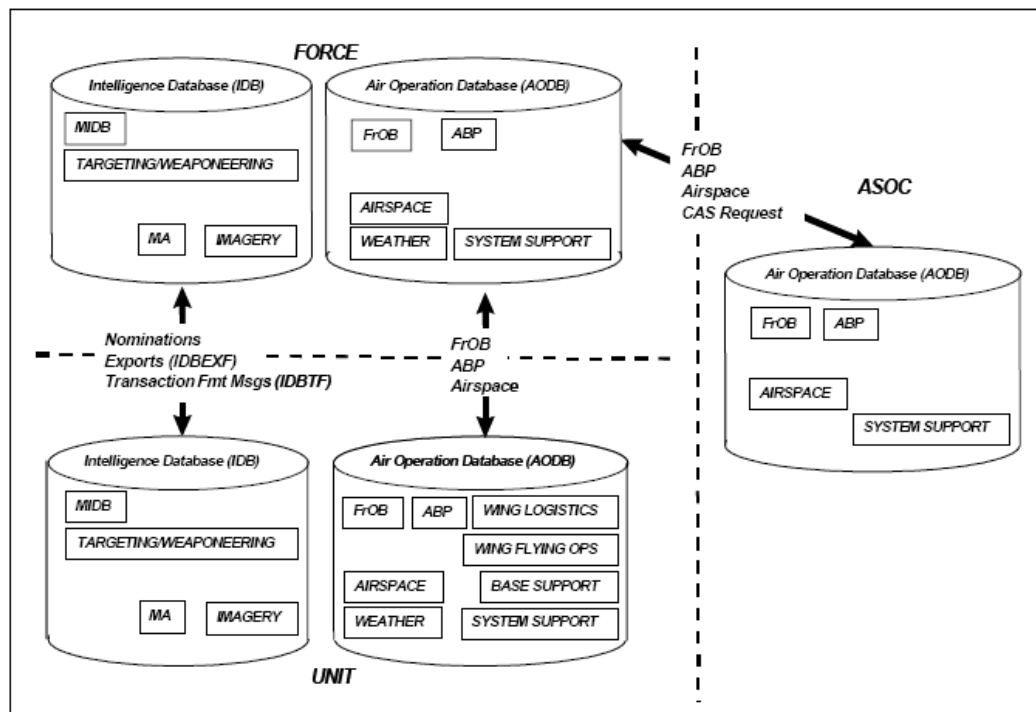 FORCE
Intelligence Database (IDB)
MIDB
TARGETING/WEAPONEERING
MA
IMAGERY
Air Operation Database (AODB)
FrOB
ABP
AIRSPACE
WEATHER
SYSTEM SUPPORT
FrOB
ABP
Airspace
CAS Request
ASOC
Air Operation Database (AODB)
FrOB
ABP
AIRSPACE
SYSTEM SUPPORT
Nominations
Exports (IDBEXF)
Transaction Fmt Msgs (IDBTF)
FrOB
ABP
Airspace
Intelligence Database (IDB)
MIDB
TARGETING/WEAPONEERING
MA
IMAGERY
Air Operation Database (AODB)
FrOB
ABP
WING LOGISTICS
WING FLYING OPS
AIRSPACE
BASE SUPPORT
WEATHER
SYSTEM SUPPORT
UNIT